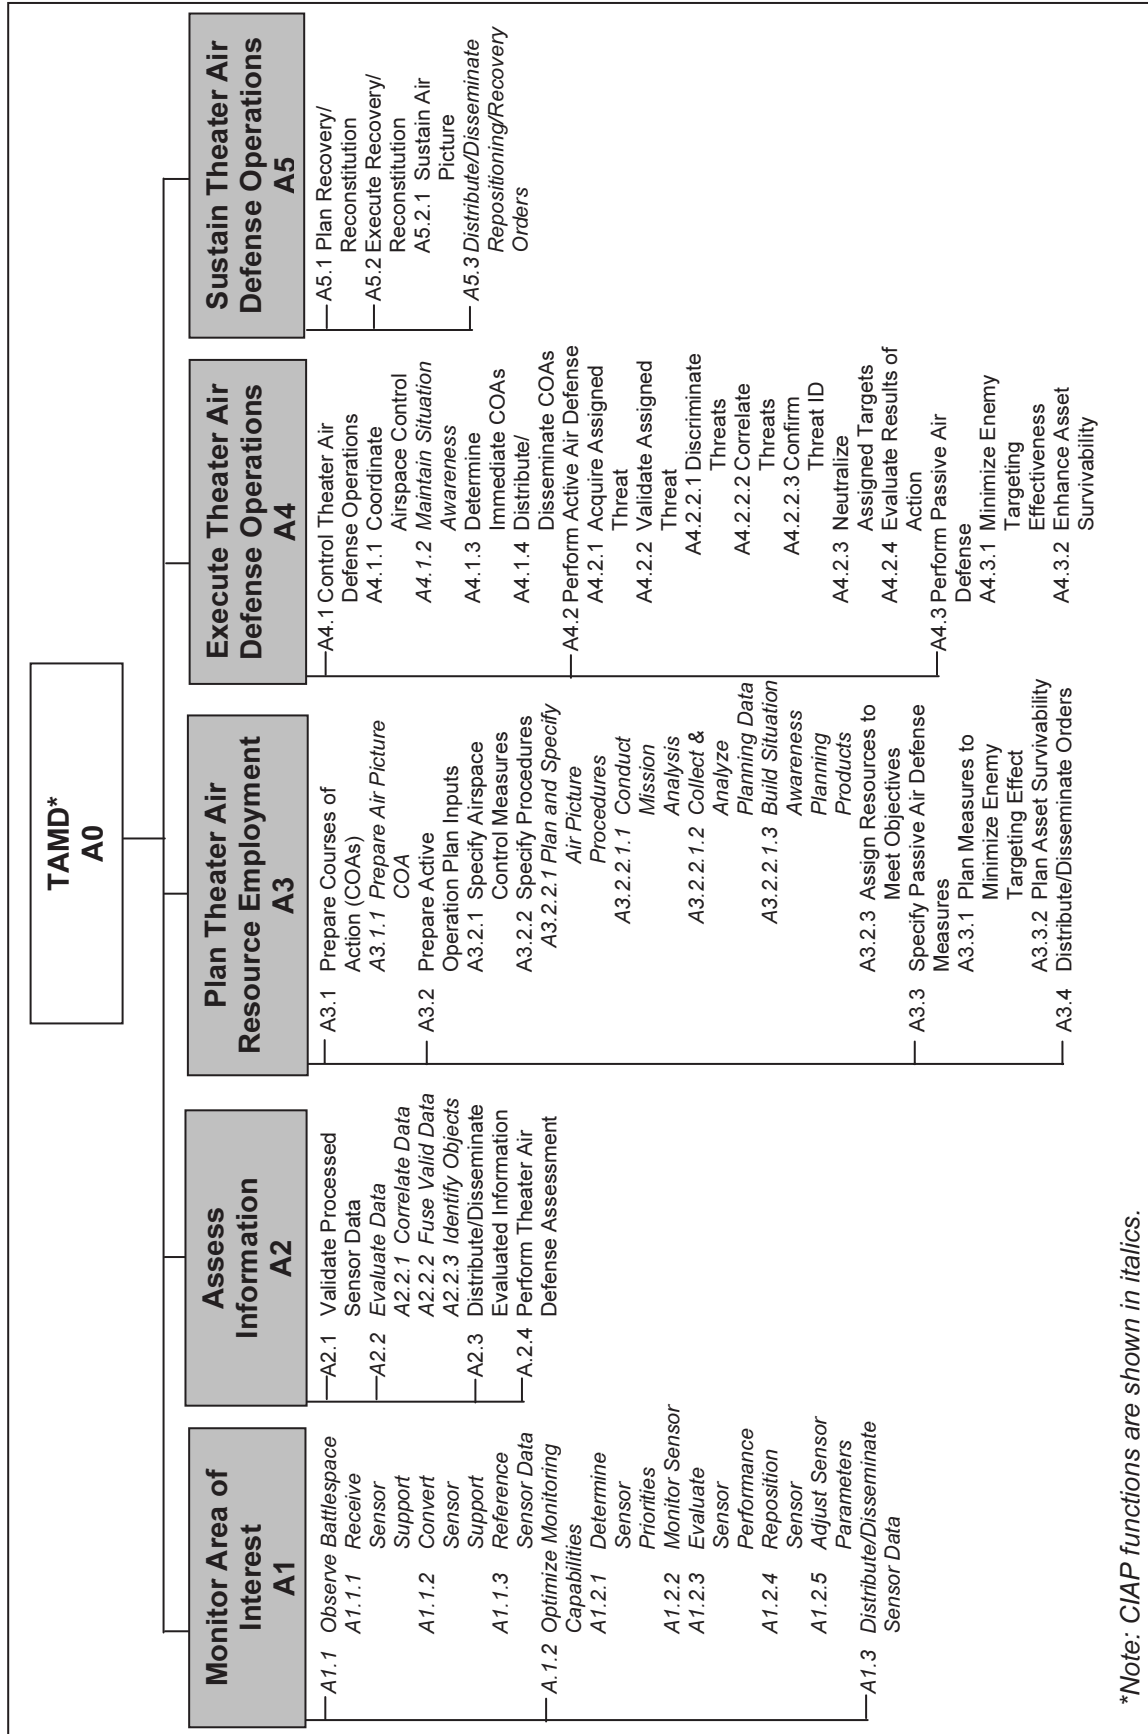 TAMD*
A0
Monitor Area of
Interest
A1
A1.1 Observe Battlespace
A1.1.1 Receive
Sensor
Support
A1.1.2 Convert
Sensor
Support
A1.1.3 Reference
Sensor Data
A.1.2 Optimize Monitoring
Capabilities
A1.2.1 Determine
Sensor
Priorities
A1.2.2 Monitor Sensor
A1.2.3 Evaluate
Sensor
Performance
A1.2.4 Reposition
Sensor
A1.2.5 Adjust Sensor
Parameters
A1.3 Distribute/Disseminate
Sensor Data
Assess
Information
A2
A2.1 Validate Processed
Sensor Data
A2.2 Evaluate Data
A2.2.1 Correlate Data
A2.2.2 Fuse Valid Data
A2.2.3 Identify Objects
A2.3 Distribute/Disseminate
Evaluated Information
A.2.4 Perform Theater Air
Defense Assessment
Plan Theater Air
Resource Employment
A3
A3.1 Prepare Courses of
Action (COAs)
A3.1.1 Prepare Air Picture
COA
A3.2 Prepare Active
Operation Plan Inputs
A3.2.1 Specify Airspace
Control Measures
A3.2.2 Specify Procedures
A3.2.2.1 Plan and Specify
Air Picture
Procedures
A3.2.2.1.1 Conduct
Mission
Analysis
A3.2.2.1.2 Collect &
Analyze
Planning Data
A3.2.2.1.3 Build Situation
Awareness
Planning
Products
A3.2.3 Assign Resources to
Meet Objectives
A3.3 Specify Passive Air Defense
Measures
A3.3.1 Plan Measures to
Minimize Enemy
Targeting Effect
A3.3.2 Plan Asset Survivability
A3.4 Distribute/Disseminate Orders
Execute Theater Air
Defense Operations
A4
A4.1 Control Theater Air
Defense Operations
A4.1.1 Coordinate
Airspace Control
A4.1.2 Maintain Situation
Awareness
A4.1.3 Determine
Immediate COAs
A4.1.4 Distribute/
Disseminate COAs
A4.2 Perform Active Air Defense
A4.2.1 Acquire Assigned
Threat
A4.2.2 Validate Assigned
Threat
A4.2.2.1 Discriminate
Threats
A4.2.2.2 Correlate
Threats
A4.2.2.3 Confirm
Threat ID
A4.2.3 Neutralize
Assigned Targets
A4.2.4 Evaluate Results of
Action
A4.3 Perform Passive Air
Defense
A4.3.1 Minimize Enemy
Targeting
Effectiveness
A4.3.2 Enhance Asset
Survivability
Sustain Theater Air
Defense Operations
A5
A5.1 Plan Recovery/
Reconstitution
A5.2 Execute Recovery/
Reconstitution
A5.2.1 Sustain Air
Picture
A5.3 Distribute/Disseminate
Repositioning/Recovery
Orders
*Note: CIAP functions are shown in italics.